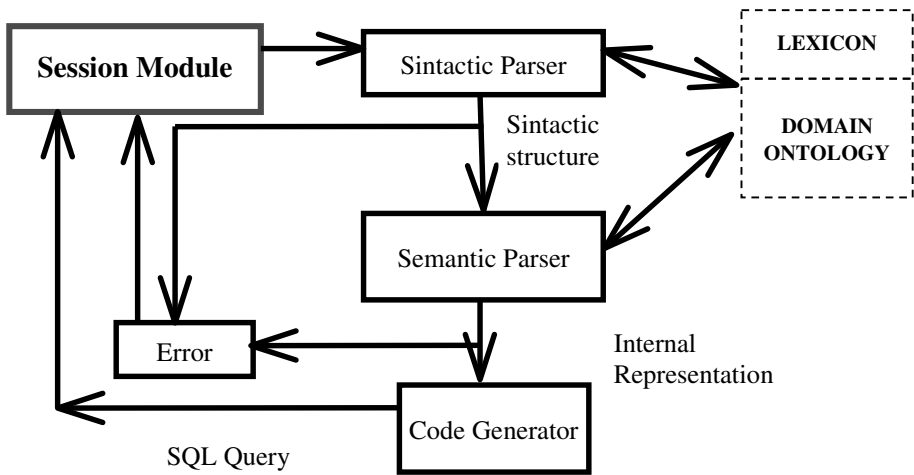 Session Module
Sintactic Parser
LEXICON
DOMAIN
ONTOLOGY
Sintactic
structure
Semantic Parser
Error
Internal
Representation
Code Generator
SQL Query